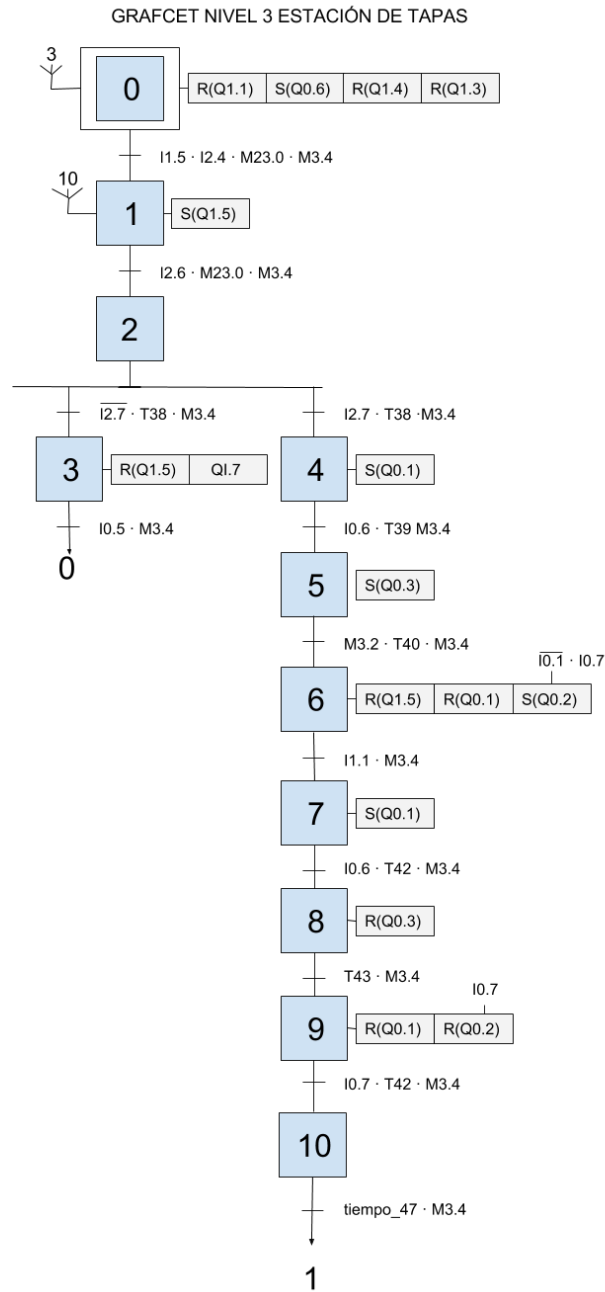 GRAFCET NIVEL 3 ESTACIÓN DE TAPAS
3
0
R(Q1.1) S(Q0.6) R(Q1.4) R(Q1.3)
I1.5 · I2.4 · M23.0 · M3.4
10
1
S(Q1.5)
I2.6 · M23.0 · M3.4
2
I2.7 · T38 · M3.4
I2.7 · T38 ·M3.4
3
R(Q1.5) QI.7
4
S(Q0.1)
I0.5 · M3.4
I0.6 · T39 M3.4
0
5
S(Q0.3)
M3.2 · T40 · M3.4
I0.1 · I0.7
6
R(Q1.5) R(Q0.1) S(Q0.2)
I1.1 · M3.4
7
S(Q0.1)
I0.6 · T42 · M3.4
8
R(Q0.3)
T43 · M3.4
I0.7
9
R(Q0.1) R(Q0.2)
I0.7 · T42 · M3.4
10
tiempo_47 · M3.4
1